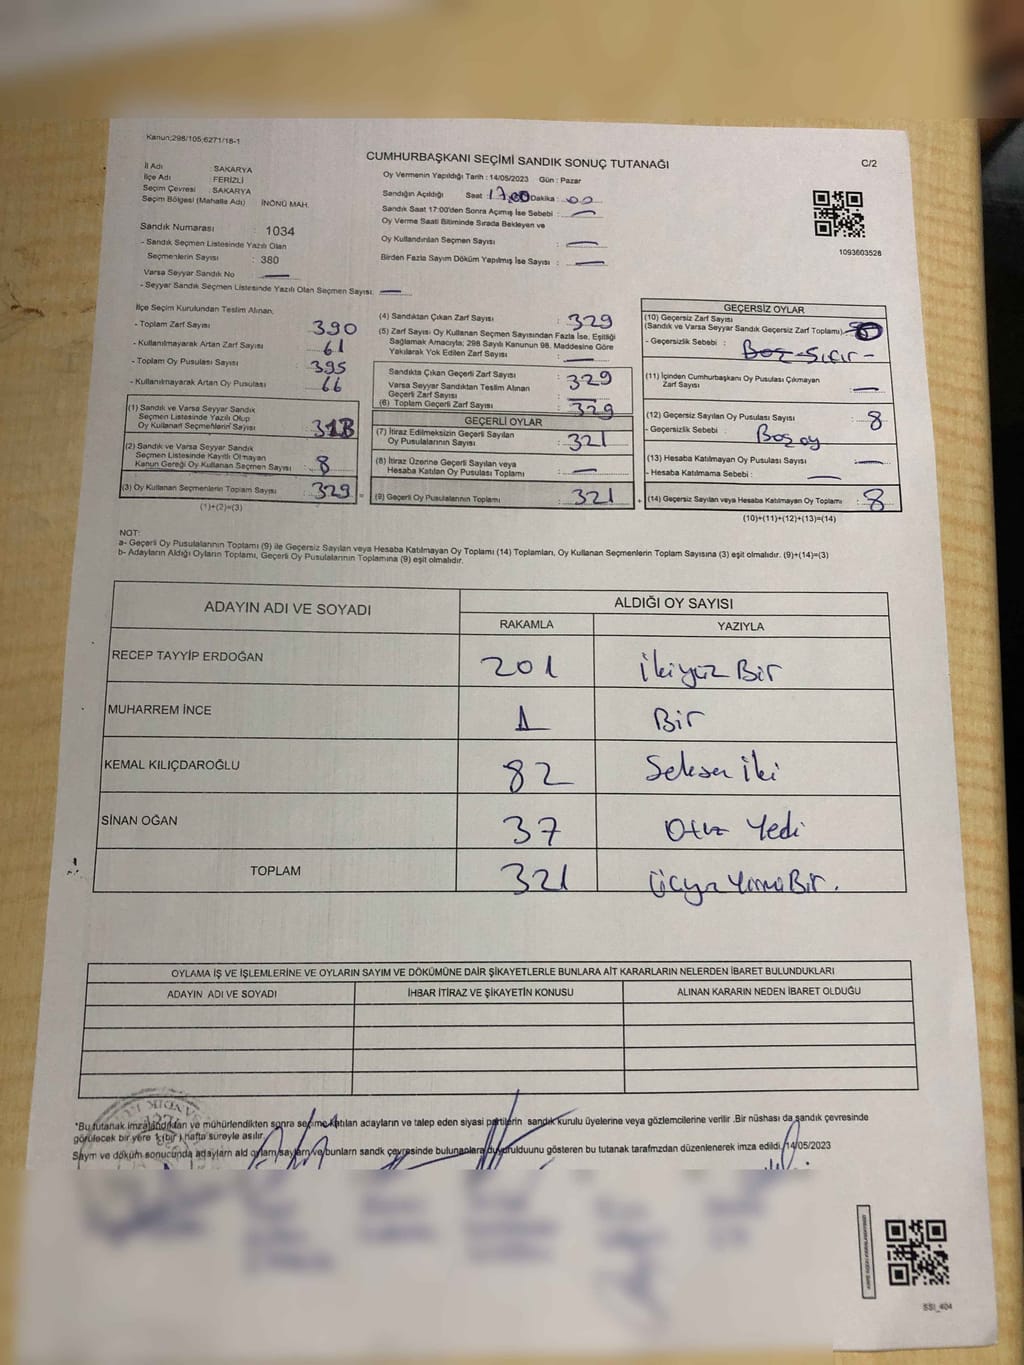 Kanun;298/105;6271/18-1
CUMHURBAŞKANI SEÇİMİ SANDIK SONUÇ TUTANAĞI
C/2
İl Adı : SAKARYA
İlçe Adı : FERİZLİ
Seçim Çevresi : SAKARYA
Seçim Bölgesi (Mahalle Adı) İNÖNÜ MAH.
Sandık Numarası : 1034
- Sandık Seçmen Listesinde Yazılı Olan
Seçmenlerin Sayısı : 380
Varsa Seyyar Sandık No
- Seyyar Sandık Seçmen Listesinde Yazılı Olan Seçmen Sayısı:
Oy Vermenin Yapıldığı Tarih : 14/05/2023 Gün : Pazar
Sandığın Açıldığı Saat : 17,00 Dakika : 00
Sandık Saat 17:00'den Sonra Açımış İse Sebebi :
Oy Verme Saati Bitiminde Sırada Bekleyen ve
Oy Kullandırılan Seçmen Sayısı :
Birden Fazla Sayım Döküm Yapılmış İse Sayısı :
1093603528
İlçe Seçim Kurulundan Teslim Alınan;
- Toplam Zarf Sayısı : 390
- Kullanılmayarak Artan Zarf Sayısı : 61
- Toplam Oy Pusulası Sayısı : 395
- Kullanılmayarak Artan Oy Pusulası : 66
(1) Sandık ve Varsa Seyyar Sandık
Seçmen Listesinde Yazılı Olup
Oy Kullanan Seçmenlerin Sayısı :
(2) Sandık ve Varsa Seyyar Sandık
Seçmen Listesinde Kayıtlı Olmayan
Kanun Gereği Oy Kullanan Seçmen Sayısı : 8
(3) Oy Kullanan Seçmenlerin Toplam Sayısı : 329 =
(1)+(2)=(3)
(4) Sandıktan Çıkan Zarf Sayısı : 329
(5) Zarf Sayısı Oy Kullanan Seçmen Sayısından Fazla İse, Eşitliği
Sağlamak Amacıyla; 298 Sayılı Kanunun 98. Maddesine Göre
Yakılarak Yok Edilen Zarf Sayısı :
Sandıkta Çıkan Geçerli Zarf Sayısı : 329
Varsa Seyyar Sandıktan Teslim Alınan
Geçerli Zarf Sayısı :
(6) Toplam Geçerli Zarf Sayısı : 329
GEÇERLİ OYLAR
(7) İtiraz Edilmeksizin Geçerli Sayılan
Oy Pusulalarının Sayısı : 321
(8) İtiraz Üzerine Geçerli Sayılan veya
Hesaba Katılan Oy Pusulası Toplamı :
(9) Geçerli Oy Pusulalarının Toplamı : 321 +
GEÇERSİZ OYLAR
(10) Geçersiz Zarf Sayısı
(Sandık ve Varsa Seyyar Sandık Geçersiz Zarf Toplamı) :
- Geçersizlik Sebebi : Boş - Sıfır -
(11) İçinden Cumhurbaşkanı Oy Pusulası Çıkmayan
Zarf Sayısı :
(12) Geçersiz Sayılan Oy Pusulası Sayısı : 8
- Geçersizlik Sebebi : Boş oy
(13) Hesaba Katılmayan Oy Pusulası Sayısı :
- Hesaba Katılmama Sebebi :
(14) Geçersiz Sayılan veya Hesaba Katılmayan Oy Toplamı : 8
(10)+(11)+(12)+(13)=(14)
NOT:
a- Geçerli Oy Pusulalarının Toplamı (9) ile Geçersiz Sayılan veya Hesaba Katılmayan Oy Toplamı (14) Toplamları, Oy Kullanan Seçmenlerin Toplam Sayısına (3) eşit olmalıdır. (9)+(14)=(3)
b- Adayların Aldığı Oyların Toplamı, Geçerli Oy Pusulalarının Toplamına (9) eşit olmalıdır.
ADAYIN ADI VE SOYADI ALDIĞI OY SAYISI
RAKAMLA YAZIYLA
RECEP TAYYİP ERDOĞAN 201 İkiyüz Bir
MUHARREM İNCE 1 Bir
KEMAL KILIÇDAROĞLU 82 Seksen İki
SİNAN OĞAN 37 Otuz Yedi
TOPLAM 321 Üçyüz Yirmi Bir.
OYLAMA İŞ VE İŞLEMLERİNE VE OYLARIN SAYIM VE DÖKÜMÜNE DAİR ŞİKAYETLERLE BUNLARA AİT KARARLARIN NELERDEN İBARET BULUNDUKLARI
ADAYIN ADI VE SOYADI İHBAR İTİRAZ VE ŞİKAYETİN KONUSU ALINAN KARARIN NEDEN İBARET OLDUĞU
*Bu tutanak imzalandıktan ve mühürlendikten sonra seçime katılan adayların ve talep eden siyasi partilerin sandık kurulu üyelerine veya gözlemcilerine verilir .Bir nüshası da sandık çevresinde
görülecek bir yere 1 (bir ) hafta süreyle asılır.
Sayım ve döküm sonucunda adayların ald oyların sayıların ve bunların sandk çevresinde bulunanlara duyurulduunu gösteren bu tutanak tarafımzdan düzenlenerek imza edildi. 14/05/2023
SSI_404